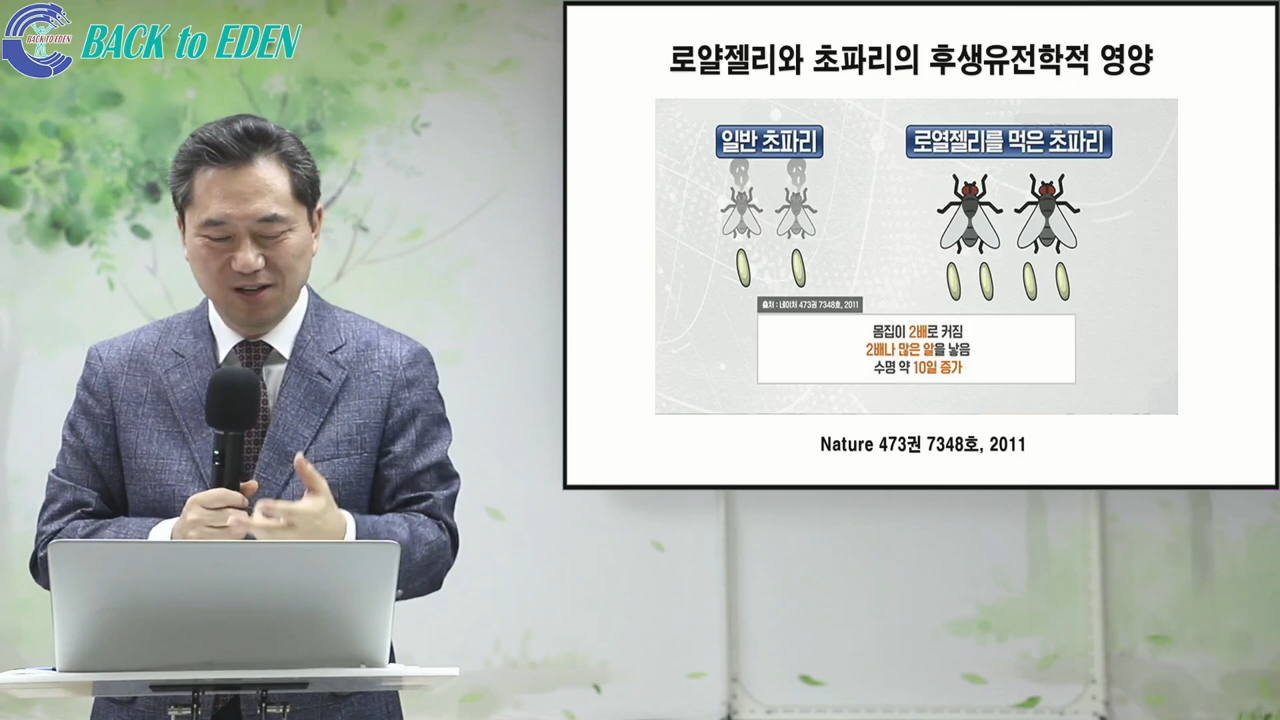 BACK TO EDEN
BACK to EDEN
로얄젤리와 초파리의 후생유전학적 영양
일반 초파리
로열젤리를 먹은 초파리
출처 : 네이처 473권 7348호, 2011
몸집이 2배로 커짐
2배나 많은 알을 낳음
수명 약 10일 증가
Nature 473권 7348호, 2011